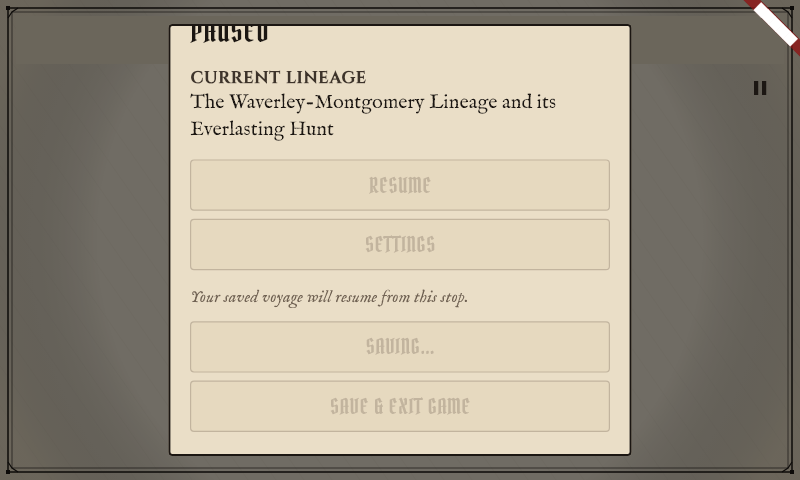 PAUSED
CURRENT LINEAGE
The Waverley-Montgomery Lineage and its
Everlasting Hunt
RESUME
SETTINGS
Your saved voyage will resume from this stop.
SAVING...
SAVE & EXIT GAME